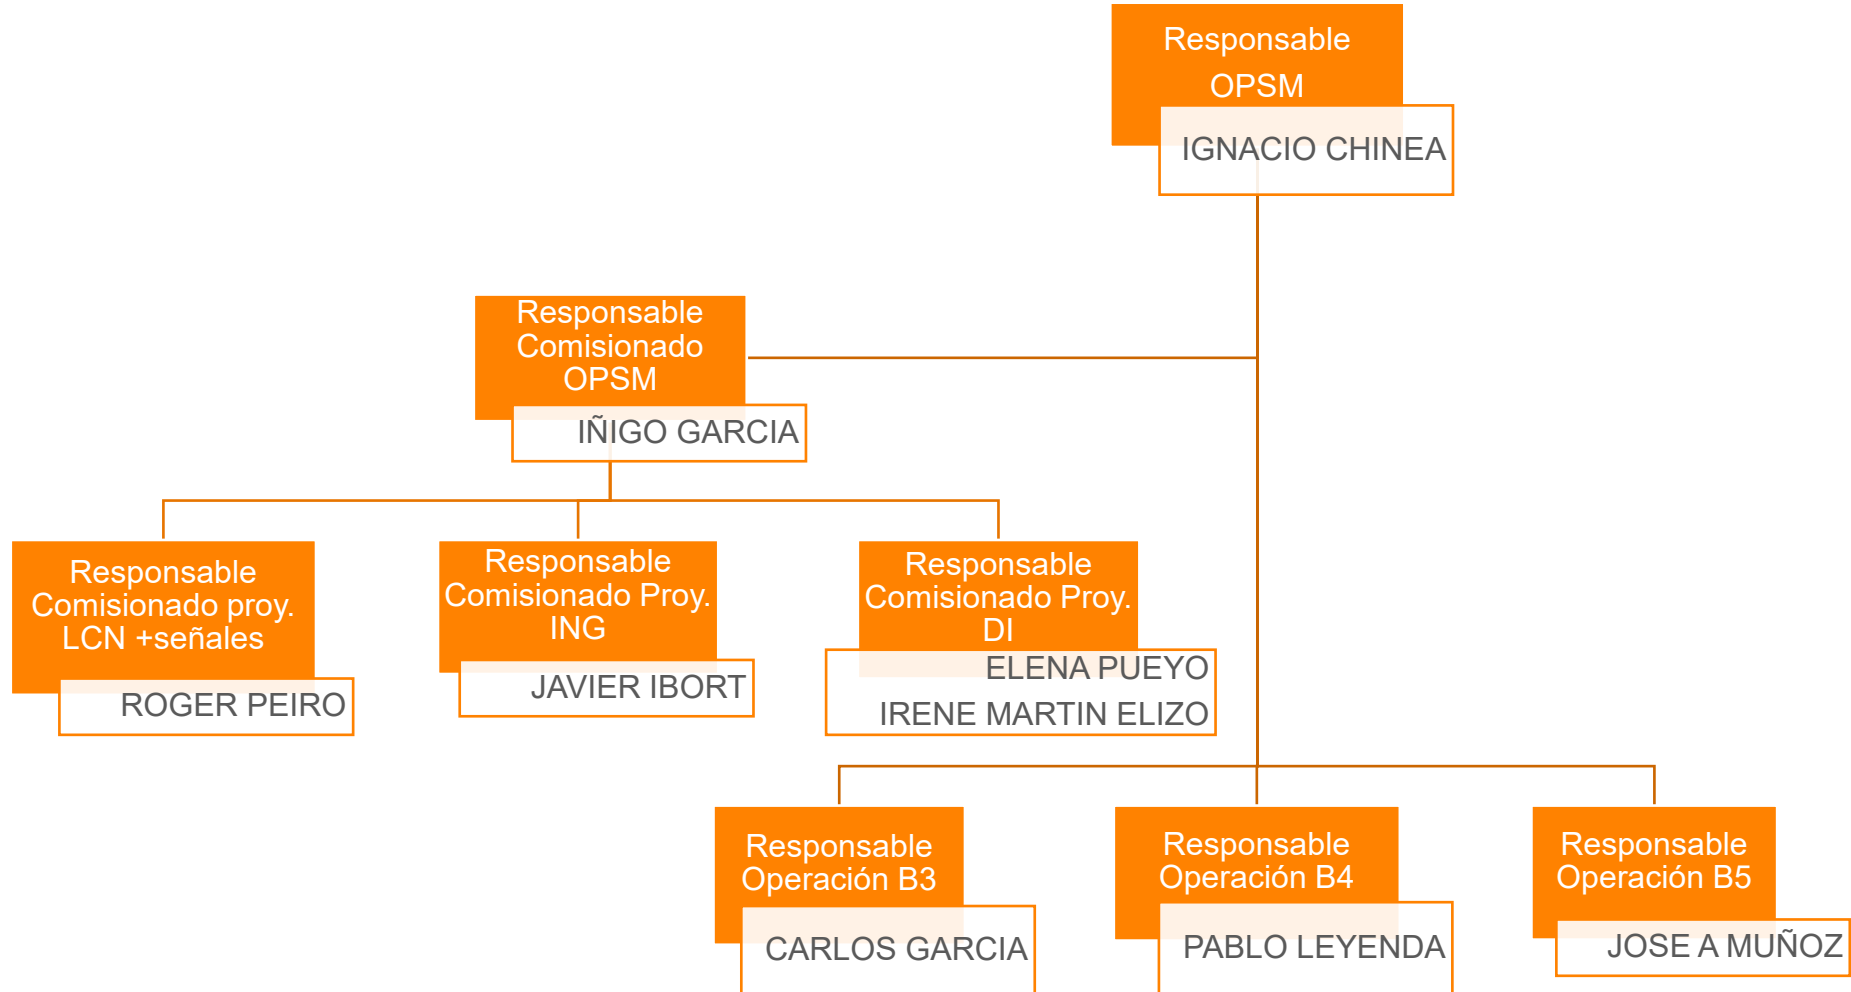 Responsable
OPSM
IGNACIO CHINEA
Responsable
Comisionado
OPSM
IÑIGO GARCIA
Responsable
Comisionado proy.
LCN +señales
ROGER PEIRO
Responsable
Comisionado Proy.
ING
JAVIER IBORT
Responsable
Comisionado Proy.
DI
ELENA PUEYO
IRENE MARTIN ELIZO
Responsable
Operación B3
CARLOS GARCIA
Responsable
Operación B4
PABLO LEYENDA
Responsable
Operación B5
JOSE A MUÑOZ